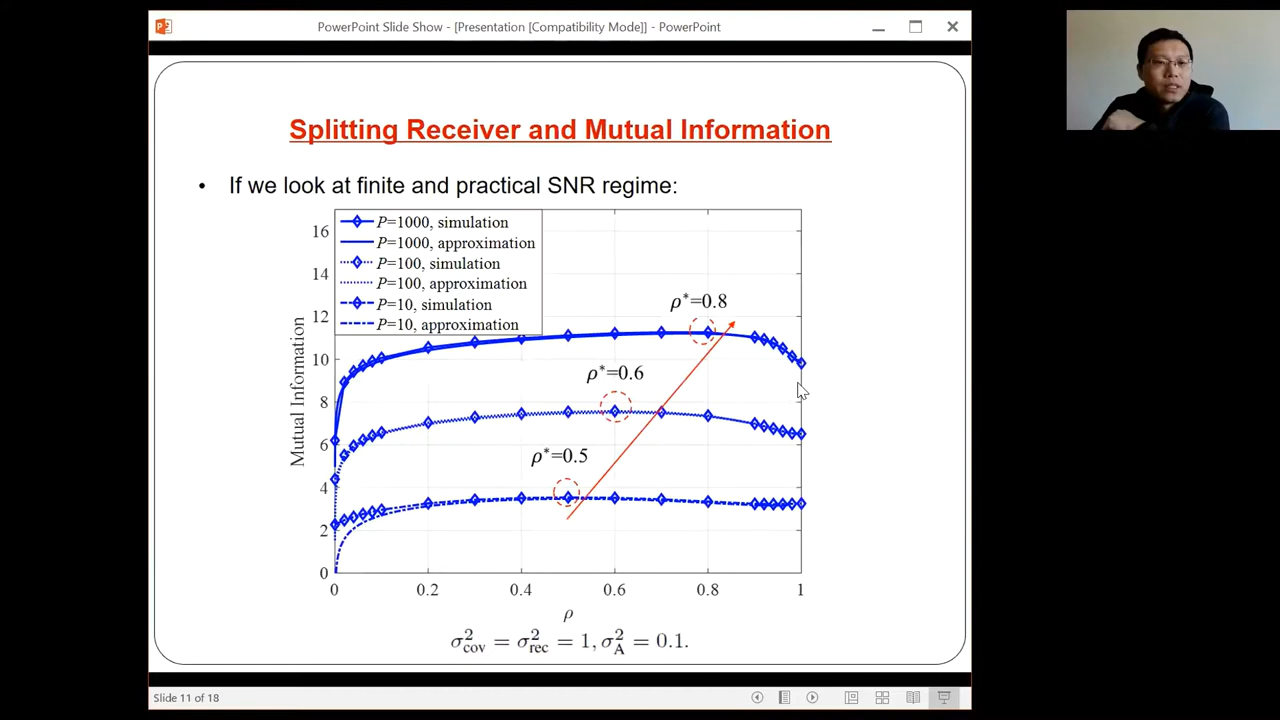 PowerPoint Slide Show - [Presentation [Compatibility Mode]] - PowerPoint
Splitting Receiver and Mutual Information
• If we look at finite and practical SNR regime:
P=1000, simulation
P=1000, approximation
P=100, simulation
P=100, approximation
P=10, simulation
P=10, approximation
16
14
12
10
8
6
4
2
0
Mutual Information
ρ*=0.8
ρ*=0.6
ρ*=0.5
0 0.2 0.4 0.6 0.8 1
ρ
σ²cov = σ²rec = 1, σ²A = 0.1.
Slide 11 of 18